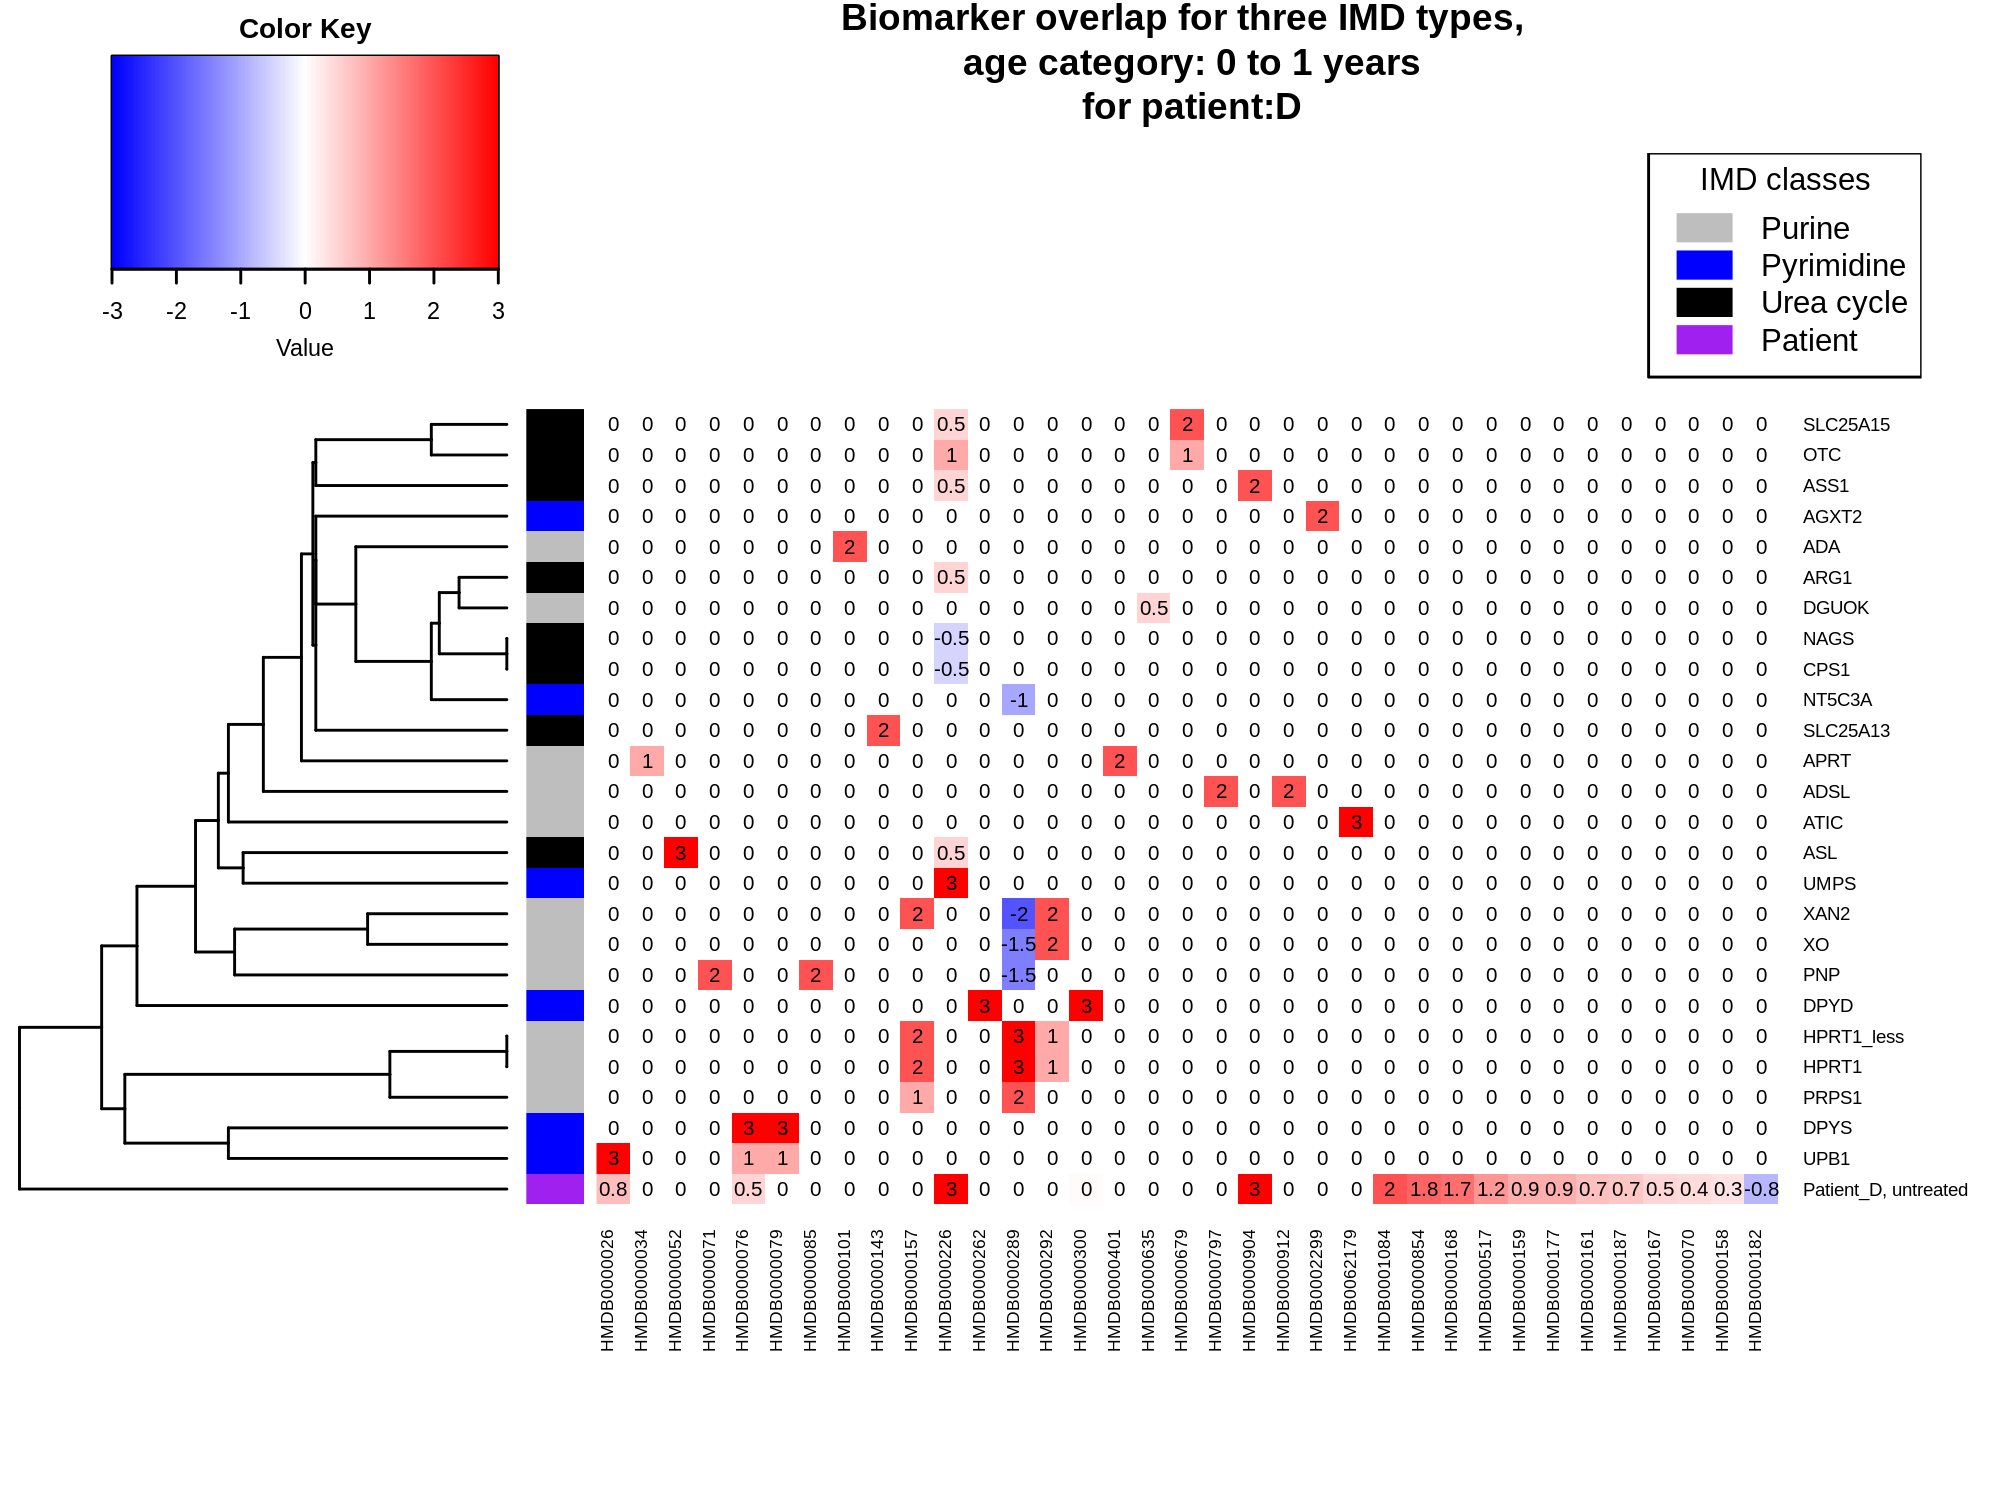 Color Key
-3 -2 -1 0 1 2 3
Value
Biomarker overlap for three IMD types,
age category: 0 to 1 years
for patient:D
IMD classes
Purine
Pyrimidine
Urea cycle
Patient
0 0 0 0 0 0 0 0 0 0 0.5 0 0 0 0 0 0 2 0 0 0 0 0 0 0 0 0 0 0 0 0 0 0 0 0 SLC25A15
0 0 0 0 0 0 0 0 0 0 1 0 0 0 0 0 0 1 0 0 0 0 0 0 0 0 0 0 0 0 0 0 0 0 0 OTC
0 0 0 0 0 0 0 0 0 0 0.5 0 0 0 0 0 0 0 0 2 0 0 0 0 0 0 0 0 0 0 0 0 0 0 0 ASS1
0 0 0 0 0 0 0 0 0 0 0 0 0 0 0 0 0 0 0 0 0 2 0 0 0 0 0 0 0 0 0 0 0 0 0 AGXT2
0 0 0 0 0 0 0 2 0 0 0 0 0 0 0 0 0 0 0 0 0 0 0 0 0 0 0 0 0 0 0 0 0 0 0 ADA
0 0 0 0 0 0 0 0 0 0 0.5 0 0 0 0 0 0 0 0 0 0 0 0 0 0 0 0 0 0 0 0 0 0 0 0 ARG1
0 0 0 0 0 0 0 0 0 0 0 0 0 0 0 0 0.5 0 0 0 0 0 0 0 0 0 0 0 0 0 0 0 0 0 0 DGUOK
0 0 0 0 0 0 0 0 0 0 -0.5 0 0 0 0 0 0 0 0 0 0 0 0 0 0 0 0 0 0 0 0 0 0 0 0 NAGS
0 0 0 0 0 0 0 0 0 0 -0.5 0 0 0 0 0 0 0 0 0 0 0 0 0 0 0 0 0 0 0 0 0 0 0 0 CPS1
0 0 0 0 0 0 0 0 0 0 0 0 -1 0 0 0 0 0 0 0 0 0 0 0 0 0 0 0 0 0 0 0 0 0 0 NT5C3A
0 0 0 0 0 0 0 0 2 0 0 0 0 0 0 0 0 0 0 0 0 0 0 0 0 0 0 0 0 0 0 0 0 0 0 SLC25A13
0 1 0 0 0 0 0 0 0 0 0 0 0 0 0 2 0 0 0 0 0 0 0 0 0 0 0 0 0 0 0 0 0 0 0 APRT
0 0 0 0 0 0 0 0 0 0 0 0 0 0 0 0 0 0 2 0 2 0 0 0 0 0 0 0 0 0 0 0 0 0 0 ADSL
0 0 0 0 0 0 0 0 0 0 0 0 0 0 0 0 0 0 0 0 0 0 3 0 0 0 0 0 0 0 0 0 0 0 0 ATIC
0 0 3 0 0 0 0 0 0 0 0.5 0 0 0 0 0 0 0 0 0 0 0 0 0 0 0 0 0 0 0 0 0 0 0 0 ASL
0 0 0 0 0 0 0 0 0 0 3 0 0 0 0 0 0 0 0 0 0 0 0 0 0 0 0 0 0 0 0 0 0 0 0 UMPS
0 0 0 0 0 0 0 0 0 2 0 0 -2 2 0 0 0 0 0 0 0 0 0 0 0 0 0 0 0 0 0 0 0 0 0 XAN2
0 0 0 0 0 0 0 0 0 0 0 0 -1.5 2 0 0 0 0 0 0 0 0 0 0 0 0 0 0 0 0 0 0 0 0 0 XO
0 0 0 2 0 0 2 0 0 0 0 0 -1.5 0 0 0 0 0 0 0 0 0 0 0 0 0 0 0 0 0 0 0 0 0 0 PNP
0 0 0 0 0 0 0 0 0 0 0 3 0 0 3 0 0 0 0 0 0 0 0 0 0 0 0 0 0 0 0 0 0 0 0 DPYD
0 0 0 0 0 0 0 0 0 2 0 0 3 1 0 0 0 0 0 0 0 0 0 0 0 0 0 0 0 0 0 0 0 0 0 HPRT1_less
0 0 0 0 0 0 0 0 0 2 0 0 3 1 0 0 0 0 0 0 0 0 0 0 0 0 0 0 0 0 0 0 0 0 0 HPRT1
0 0 0 0 0 0 0 0 0 1 0 0 2 0 0 0 0 0 0 0 0 0 0 0 0 0 0 0 0 0 0 0 0 0 0 PRPS1
0 0 0 0 3 3 0 0 0 0 0 0 0 0 0 0 0 0 0 0 0 0 0 0 0 0 0 0 0 0 0 0 0 0 0 DPYS
3 0 0 0 1 1 0 0 0 0 0 0 0 0 0 0 0 0 0 0 0 0 0 0 0 0 0 0 0 0 0 0 0 0 0 UPB1
0.8 0 0 0 0.5 0 0 0 0 0 3 0 0 0 0 0 0 0 0 3 0 0 0 2 1.8 1.7 1.2 0.9 0.9 0.7 0.7 0.5 0.4 0.3 -0.8 Patient_D, untreated
HMDB0000026
HMDB0000034
HMDB0000052
HMDB0000071
HMDB0000076
HMDB0000079
HMDB0000085
HMDB0000101
HMDB0000143
HMDB0000157
HMDB0000226
HMDB0000262
HMDB0000289
HMDB0000292
HMDB0000300
HMDB0000401
HMDB0000635
HMDB0000679
HMDB0000797
HMDB0000904
HMDB0000912
HMDB0002299
HMDB0062179
HMDB0001084
HMDB0000854
HMDB0000168
HMDB0000517
HMDB0000159
HMDB0000177
HMDB0000161
HMDB0000187
HMDB0000167
HMDB0000070
HMDB0000158
HMDB0000182